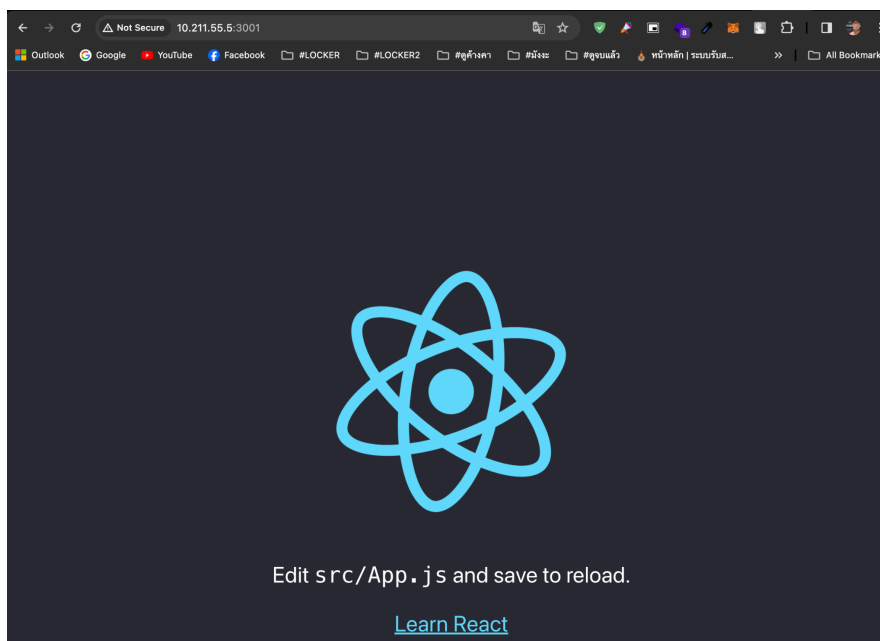 Not Secure 10.211.55.5:3001
8
Outlook Google YouTube Facebook #LOCKER #LOCKER2 #ดูค้างคา #มังงะ #ดูจบแล้ว หน้าหลัก | ระบบรับส... » All Bookmark
Edit src/App.js and save to reload.
Learn React